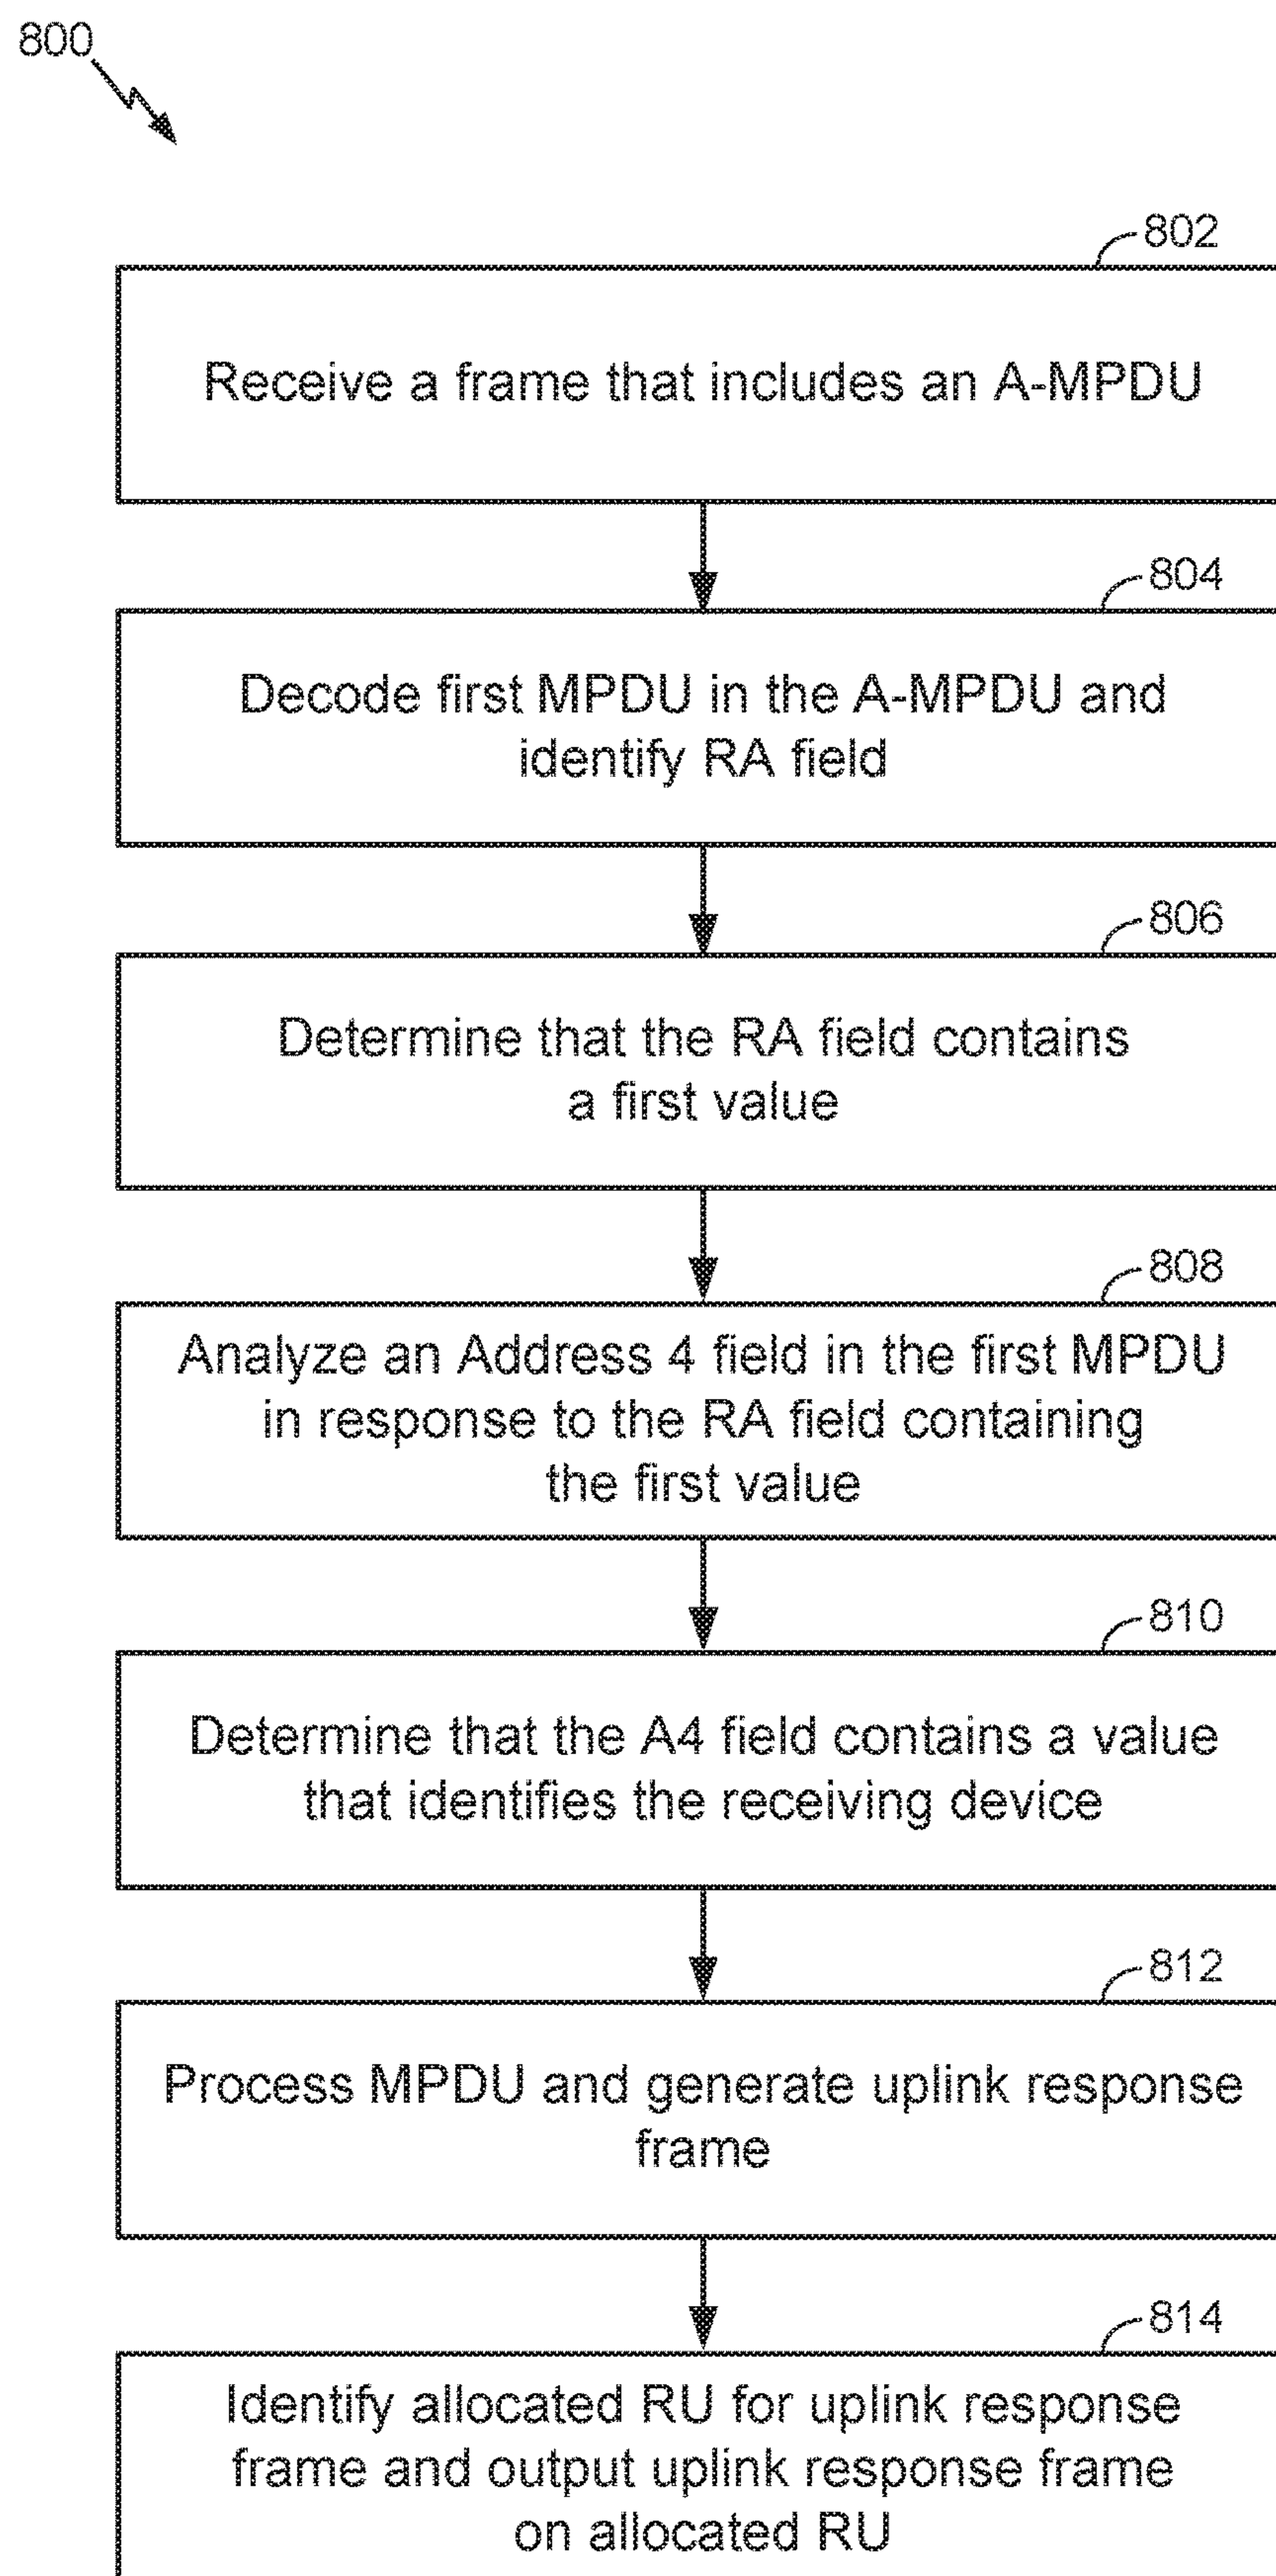 800
802
Receive a frame that includes an A-MPDU
804
Decode first MPDU in the A-MPDU and
identify RA field
806
Determine that the RA field contains
a first value
808
Analyze an Address 4 field in the first MPDU
in response to the RA field containing
the first value
810
Determine that the A4 field contains a value
that identifies the receiving device
812
Process MPDU and generate uplink response
frame
814
Identify allocated RU for uplink response
frame and output uplink response frame
on allocated RU